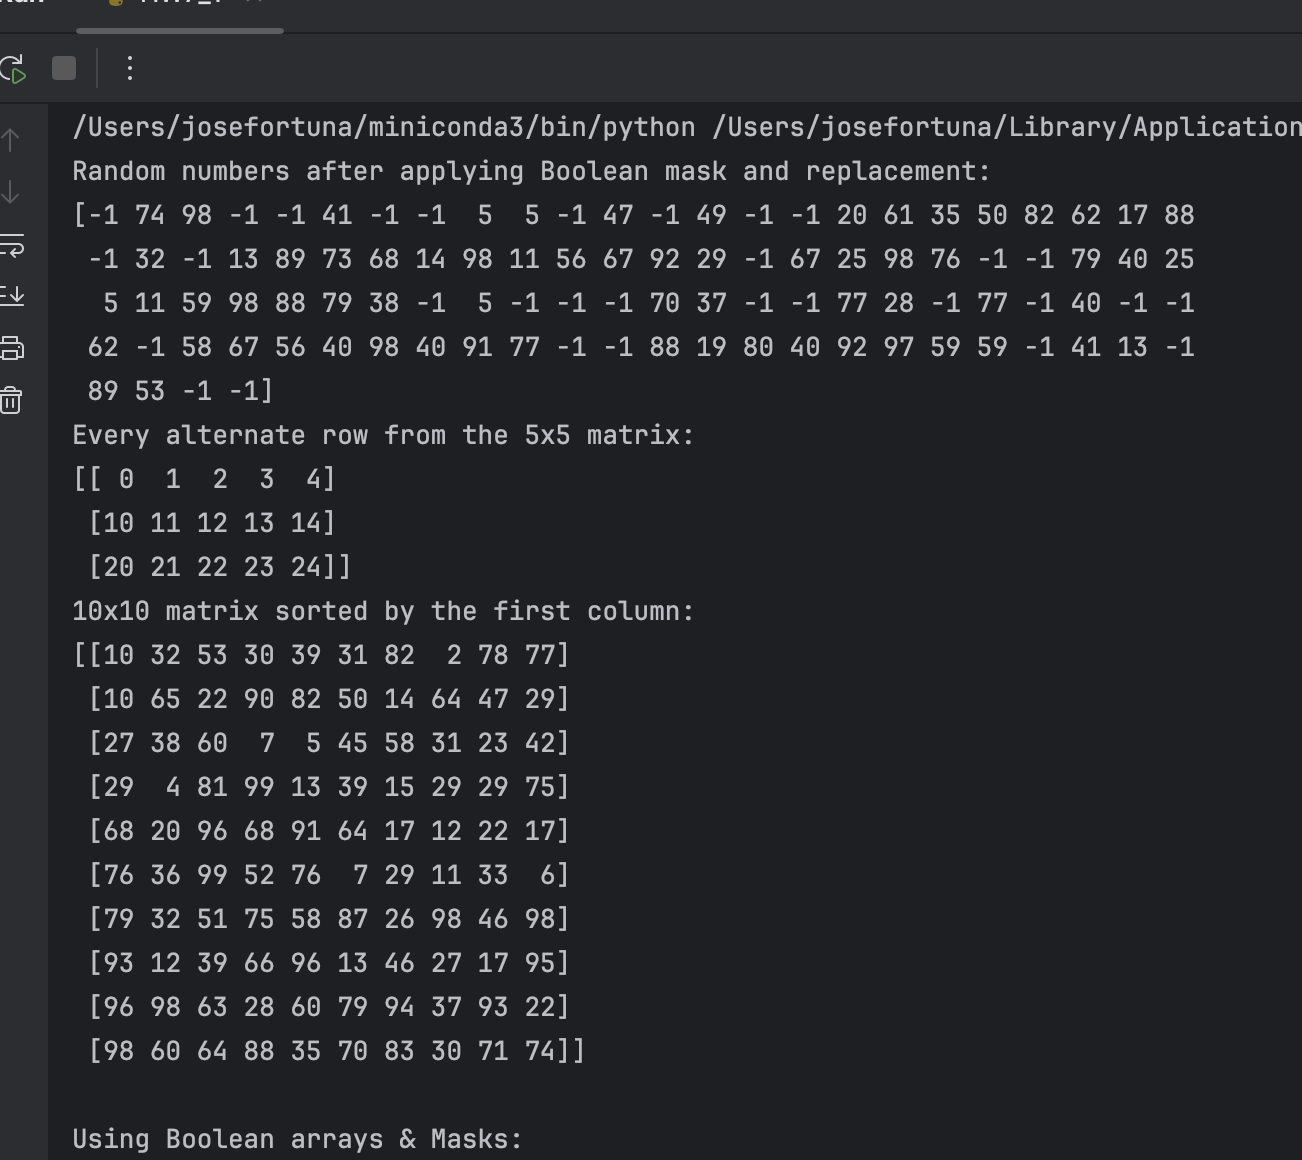 /Users/josefortuna/miniconda3/bin/python /Users/josefortuna/Library/Application
Random numbers after applying Boolean mask and replacement:
[-1 74 98 -1 -1 41 -1 -1  5  5 -1 47 -1 49 -1 -1 20 61 35 50 82 62 17 88
 -1 32 -1 13 89 73 68 14 98 11 56 67 92 29 -1 67 25 98 76 -1 -1 79 40 25
  5 11 59 98 88 79 38 -1  5 -1 -1 -1 70 37 -1 -1 77 28 -1 77 -1 40 -1 -1
 62 -1 58 67 56 40 98 40 91 77 -1 -1 88 19 80 40 92 97 59 59 -1 41 13 -1
 89 53 -1 -1]
Every alternate row from the 5x5 matrix:
[[ 0  1  2  3  4]
 [10 11 12 13 14]
 [20 21 22 23 24]]
10x10 matrix sorted by the first column:
[[10 32 53 30 39 31 82  2 78 77]
 [10 65 22 90 82 50 14 64 47 29]
 [27 38 60  7  5 45 58 31 23 42]
 [29  4 81 99 13 39 15 29 29 75]
 [68 20 96 68 91 64 17 12 22 17]
 [76 36 99 52 76  7 29 11 33  6]
 [79 32 51 75 58 87 26 98 46 98]
 [93 12 39 66 96 13 46 27 17 95]
 [96 98 63 28 60 79 94 37 93 22]
 [98 60 64 88 35 70 83 30 71 74]]
Using Boolean arrays & Masks: